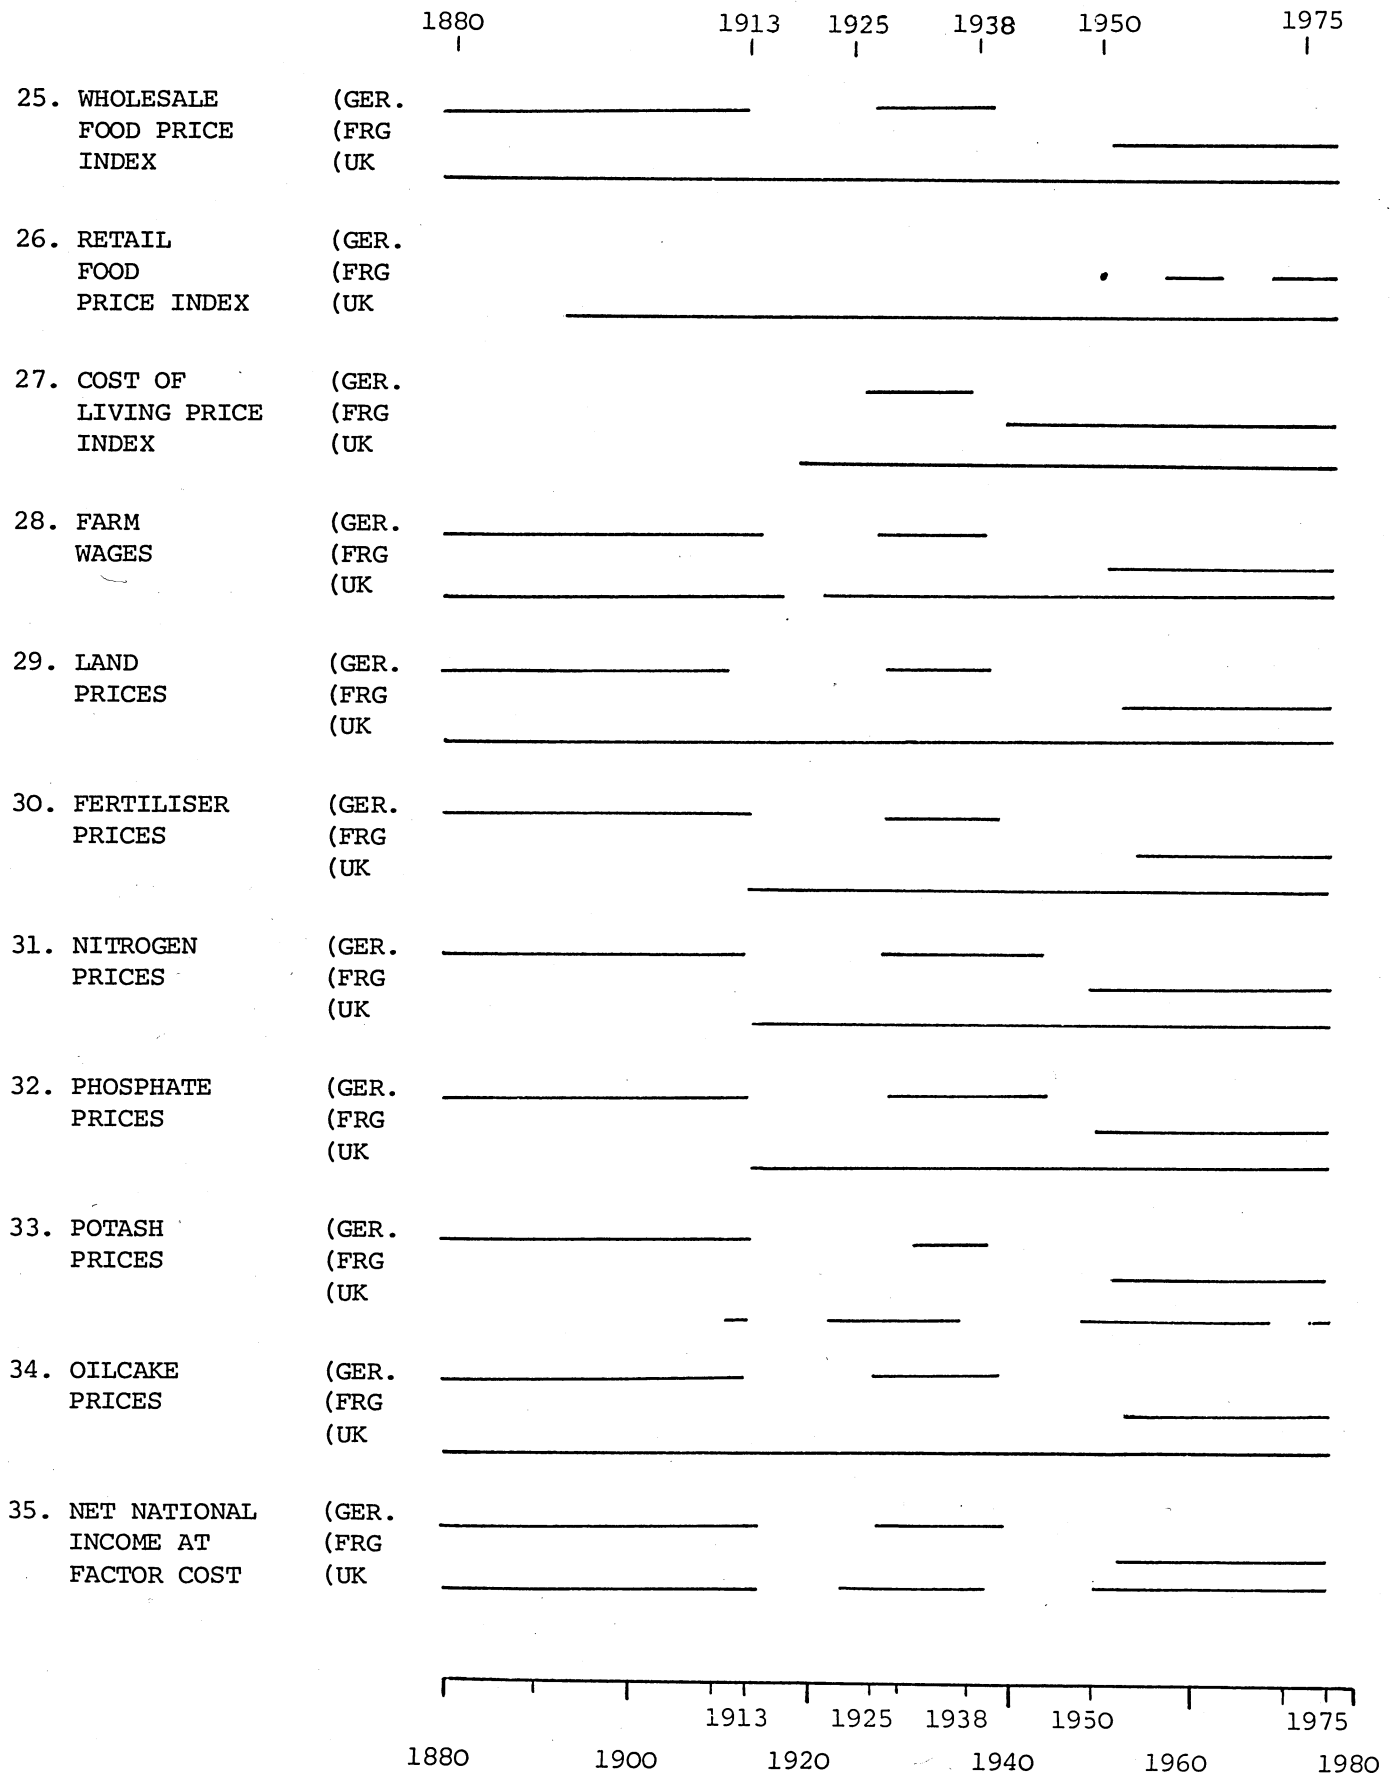 1880 1913 1925 1938 1950 1975
25. WHOLESALE (GER.
FOOD PRICE (FRG
INDEX (UK
26. RETAIL (GER.
FOOD (FRG
PRICE INDEX (UK
27. COST OF (GER.
LIVING PRICE (FRG
INDEX (UK
28. FARM (GER.
WAGES (FRG
(UK
29. LAND (GER.
PRICES (FRG
(UK
30. FERTILISER (GER.
PRICES (FRG
(UK
31. NITROGEN (GER.
PRICES (FRG
(UK
32. PHOSPHATE (GER.
PRICES (FRG
(UK
33. POTASH (GER.
PRICES (FRG
(UK
34. OILCAKE (GER.
PRICES (FRG
(UK
35. NET NATIONAL (GER.
INCOME AT (FRG
FACTOR COST (UK
1913 1925 1938 1950 1975
1880 1900 1920 1940 1960 1980